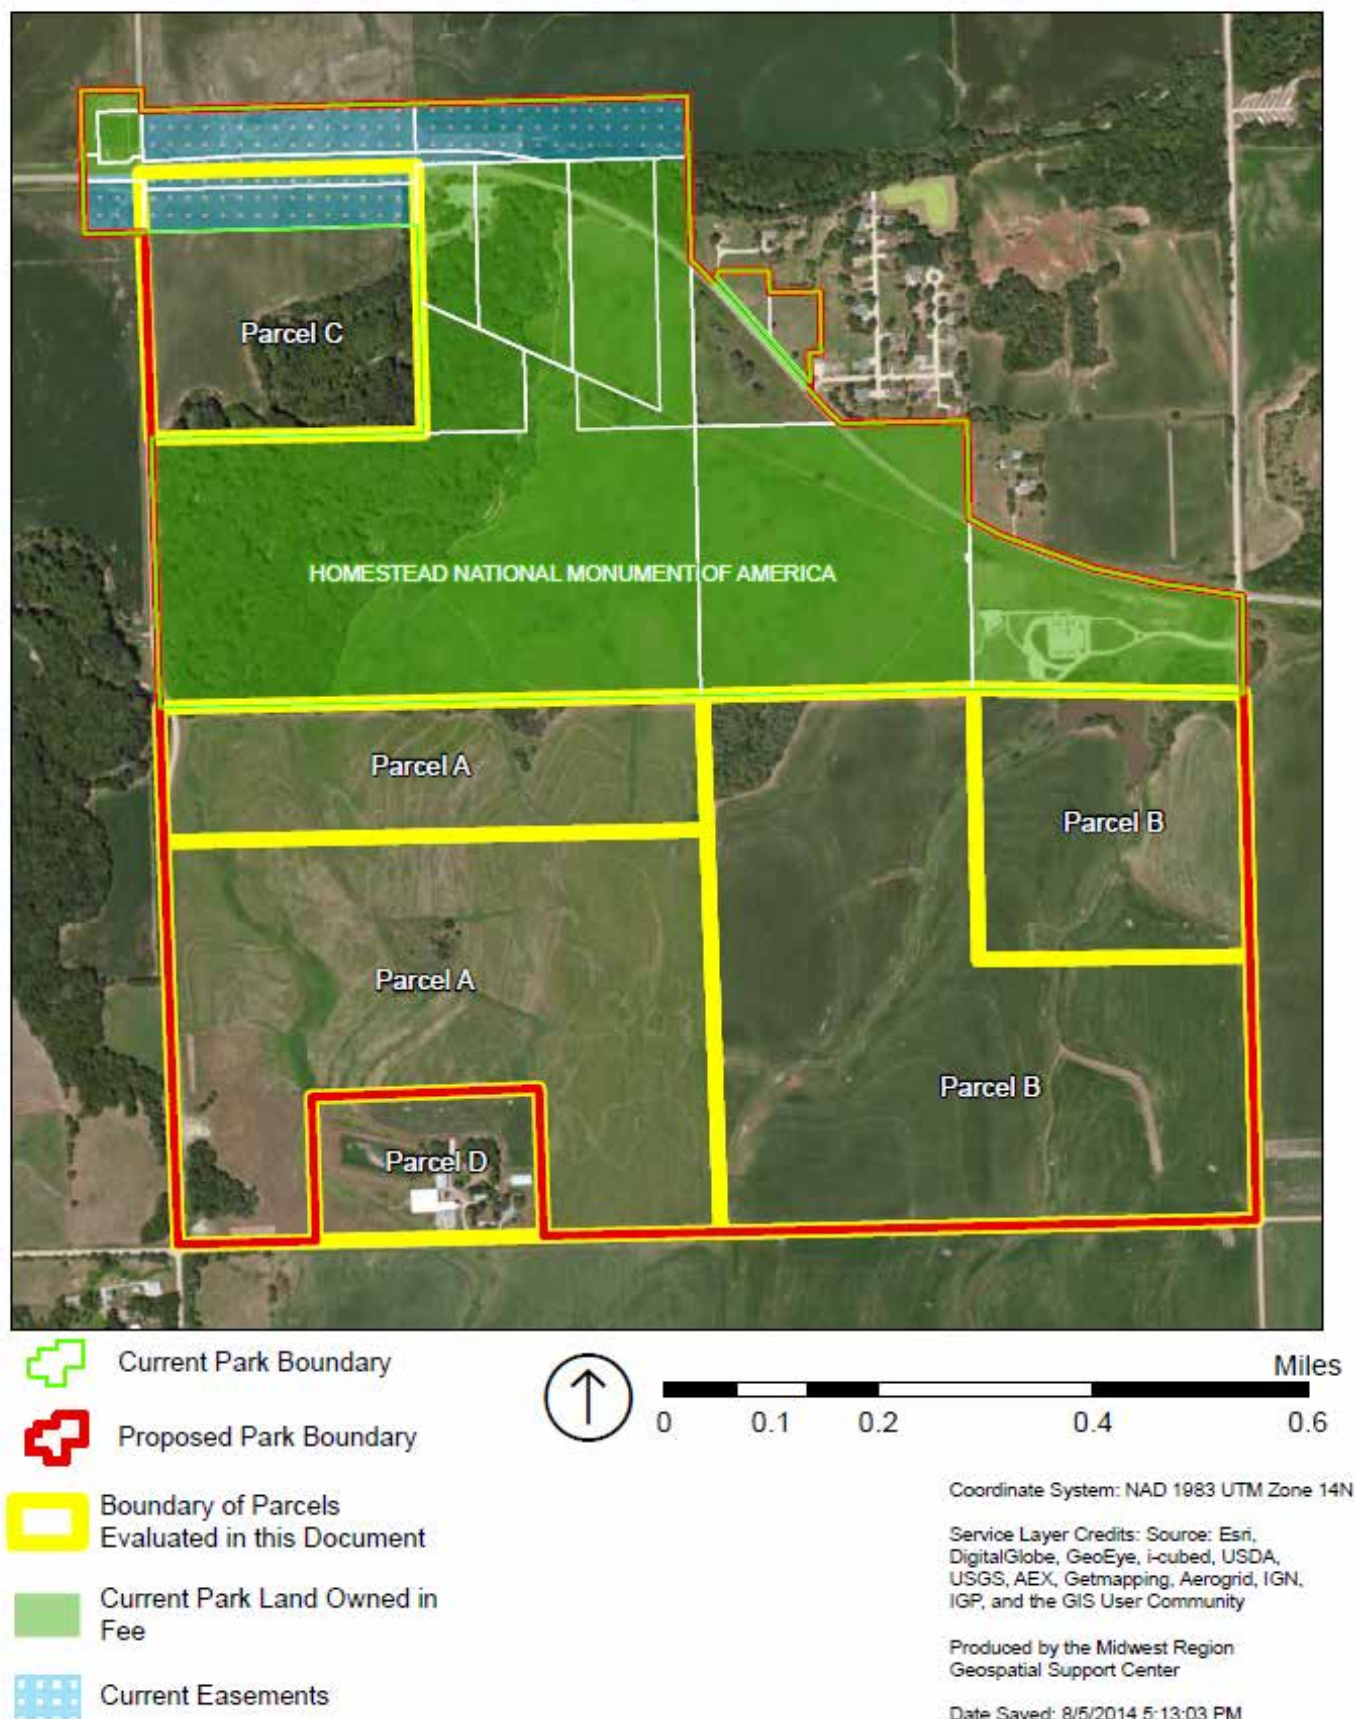 Parcel C
HOMESTEAD NATIONAL MONUMENT OF AMERICA
Parcel A
Parcel B
Parcel A
Parcel B
Parcel D
Current Park Boundary
Proposed Park Boundary
Boundary of Parcels
Evaluated in this Document
Current Park Land Owned in
Fee
Current Easements
Miles
0 0.1 0.2 0.4 0.6
Coordinate System: NAD 1983 UTM Zone 14N
Service Layer Credits: Source: Esri,
DigitalGlobe, GeoEye, i-cubed, USDA,
USGS, AEX, Getmapping, Aerogrid, IGN,
IGP, and the GIS User Community
Produced by the Midwest Region
Geospatial Support Center
Date Saved: 8/5/2014 5:13:03 PM